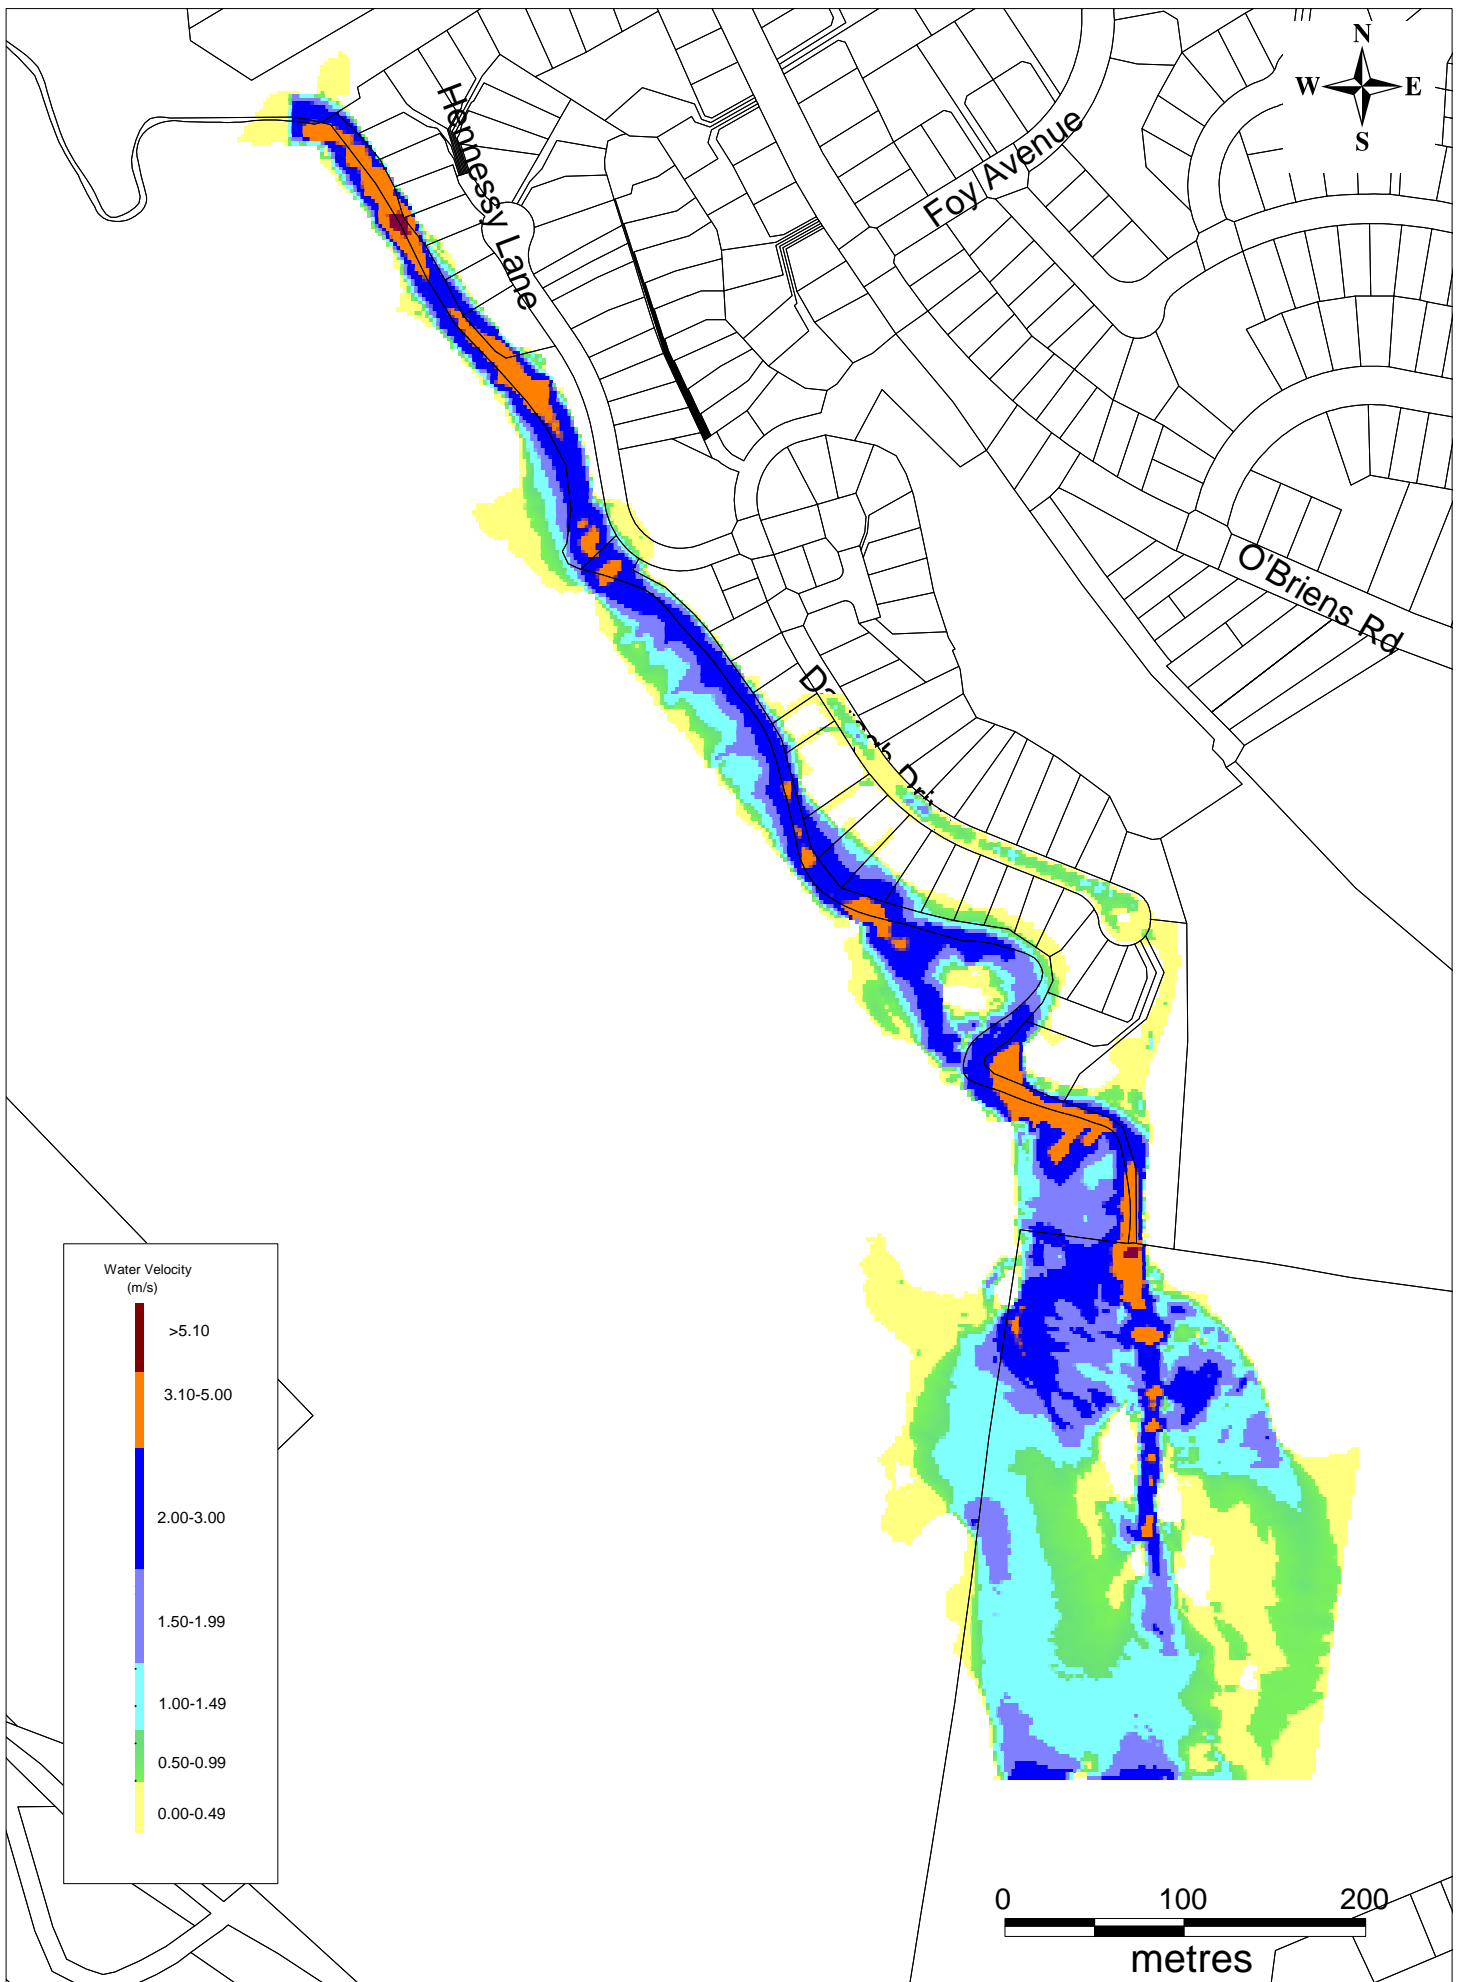 N
W E
S
Hennessy Lane
Foy Avenue
O'Briens Rd
Water Velocity
(m/s)
>5.10
3.10-5.00
2.00-3.00
1.50-1.99
1.00-1.49
0.50-0.99
0.00-0.49
0 100 200
metres